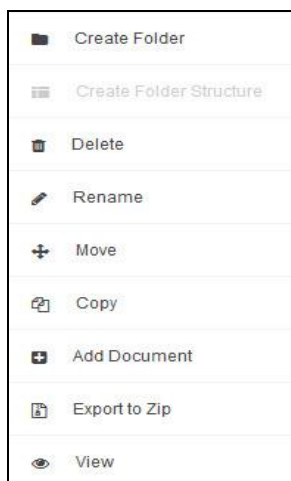 Create Folder
Create Folder Structure
Delete
Rename
Move
Copy
Add Document
Export to Zip
View